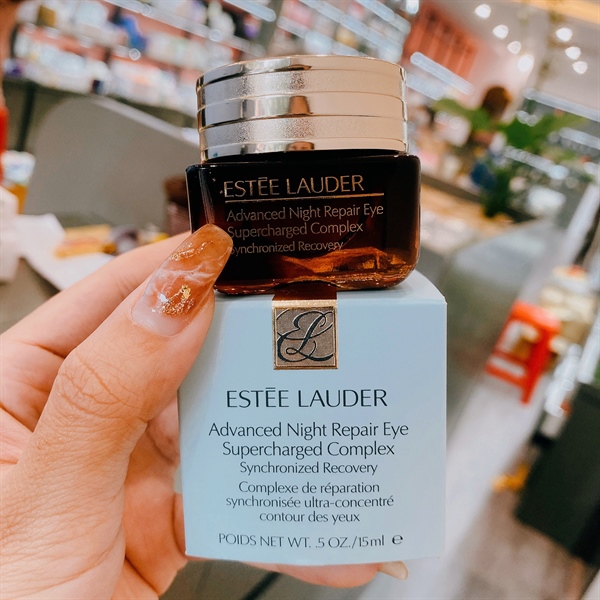 ESTĒE LAUDER
Advanced Night Repair Eye
Supercharged Complex
Synchronized Recovery
EL
ESTĒE LAUDER
Advanced Night Repair Eye
Supercharged Complex
Synchronized Recovery
Complexe de réparation
synchronisée ultra-concentré
contour des yeux
POIDS NET WT. .5 OZ./15ml ℮